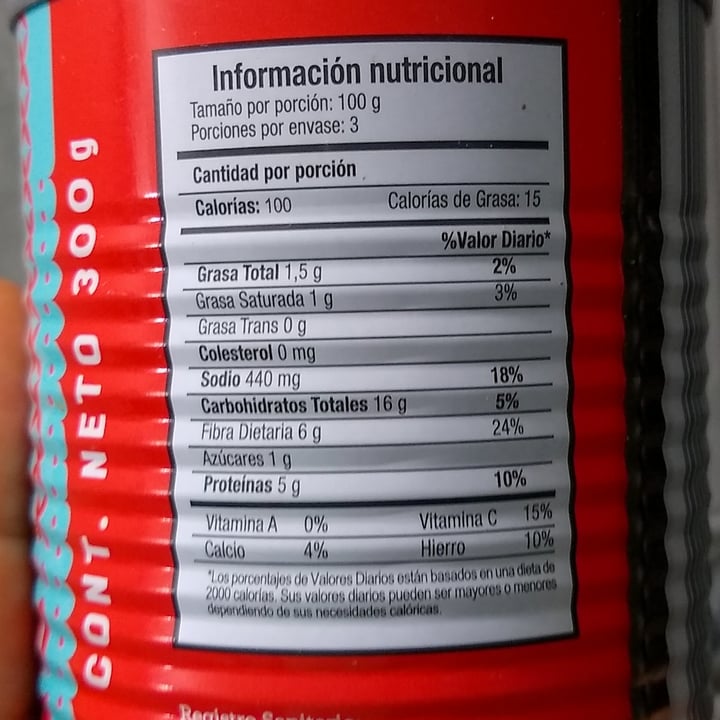 CONT. NETO 300g
Información nutricional
Tamaño por porción: 100 g
Porciones por envase: 3
Cantidad por porción
Calorías: 100 Calorías de Grasa: 15
%Valor Diario*
Grasa Total 1,5 g 2%
Grasa Saturada 1 g 3%
Grasa Trans 0 g
Colesterol 0 mg
Sodio 440 mg 18%
Carbohidratos Totales 16 g 5%
Fibra Dietaria 6 g 24%
Azúcares 1 g
Proteínas 5 g 10%
Vitamina A 0% Vitamina C 15%
Calcio 4% Hierro 10%
*Los porcentajes de Valores Diarios están basados en una dieta de
2000 calorías. Sus valores diarios pueden ser mayores o menores
dependiendo de sus necesidades calóricas.
Registro